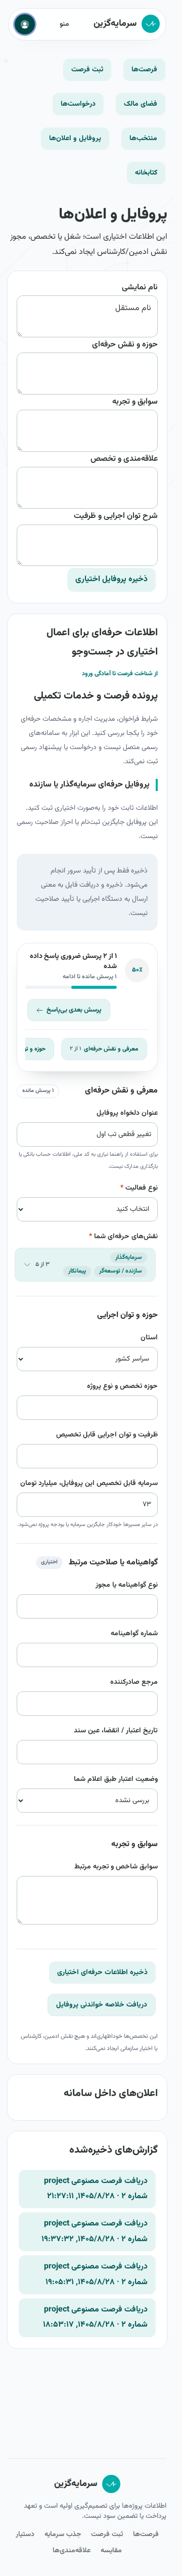 سرمایه‌گزین
منو
فرصت‌ها
ثبت فرصت
فضای مالک
درخواست‌ها
منتخب‌ها
پروفایل و اعلان‌ها
کتابخانه
پروفایل و اعلان‌ها
این اطلاعات اختیاری است؛ شغل یا تخصص، مجوز
نقش ادمین/کارشناس ایجاد نمی‌کند.
نام نمایشی
نام مستقل
حوزه و نقش حرفه‌ای
سوابق و تجربه
علاقه‌مندی و تخصص
شرح توان اجرایی و ظرفیت
ذخیره پروفایل اختیاری
اطلاعات حرفه‌ای برای اعمال
اختیاری در جست‌وجو
از شناخت فرصت تا آمادگی ورود
پرونده فرصت و خدمات تکمیلی
شرایط فراخوان، مدیریت اجاره و مشخصات حرفه‌ای
خود را یکجا بررسی کنید. این ابزار به سامانه‌های
رسمی متصل نیست و درخواست یا پیشنهاد رسمی
ثبت نمی‌کند.
پروفایل حرفه‌ای سرمایه‌گذار یا سازنده
اطلاعات ثابت خود را به‌صورت اختیاری ثبت کنید.
این پروفایل جایگزین ثبت‌نام یا احراز صلاحیت رسمی
نیست.
ذخیره فقط پس از تأیید سرور انجام
می‌شود. ذخیره و دریافت فایل به معنی
ارسال به دستگاه اجرایی یا تأیید صلاحیت
نیست.
۵۰٪
۱ از ۲ پرسش ضروری پاسخ داده
شده
۱ پرسش مانده تا ادامه
پرسش بعدی بی‌پاسخ ←
معرفی و نقش حرفه‌ای ۱ از ۲
حوزه و تو
معرفی و نقش حرفه‌ای
۱ پرسش مانده
عنوان دلخواه پروفایل
تغییر قطعی تب اول
برای استفاده از راهنما نیازی به کد ملی، اطلاعات حساب بانکی یا
بارگذاری مدارک نیست.
نوع فعالیت *
انتخاب کنید
نقش‌های حرفه‌ای شما *
سرمایه‌گذار
سازنده / توسعه‌گر
پیمانکار
۳ از ۵
حوزه و توان اجرایی
استان
سراسر کشور
حوزه تخصص و نوع پروژه
ظرفیت و توان اجرایی قابل تخصیص
سرمایه قابل تخصیص این پروفایل، میلیارد تومان
۷۳
در سایر مسیرها خودکار جایگزین سرمایه یا بودجه پروژه نمی‌شود.
گواهینامه یا صلاحیت مرتبط
اختیاری
نوع گواهینامه یا مجوز
شماره گواهینامه
مرجع صادرکننده
تاریخ اعتبار / انقضا، عین سند
وضعیت اعتبار طبق اعلام شما
بررسی نشده
سوابق و تجربه
سوابق شاخص و تجربه مرتبط
ذخیره اطلاعات حرفه‌ای اختیاری
دریافت خلاصه خواندنی پروفایل
این تخصص‌ها خوداظهاری‌اند و هیچ نقش ادمین، کارشناس
یا اختیار سازمانی ایجاد نمی‌کنند.
اعلان‌های داخل سامانه
گزارش‌های ذخیره‌شده
دریافت فرصت مصنوعی project
شماره ۲ - ۱۴۰۵/۸/۲۸, ۲۱:۲۷:۱۱
دریافت فرصت مصنوعی project
شماره ۲ - ۱۴۰۵/۸/۲۸, ۱۹:۳۷:۳۲
دریافت فرصت مصنوعی project
شماره ۲ - ۱۴۰۵/۸/۲۸, ۱۹:۰۵:۳۱
دریافت فرصت مصنوعی project
شماره ۲ - ۱۴۰۵/۸/۲۸, ۱۸:۵۳:۱۷
سرمایه‌گزین
اطلاعات پروژه‌ها برای تصمیم‌گیری اولیه است و تعهد
پرداخت یا تضمین سود نیست.
فرصت‌ها
ثبت فرصت
جذب سرمایه
دستیار
مقایسه
علاقه‌مندی‌ها